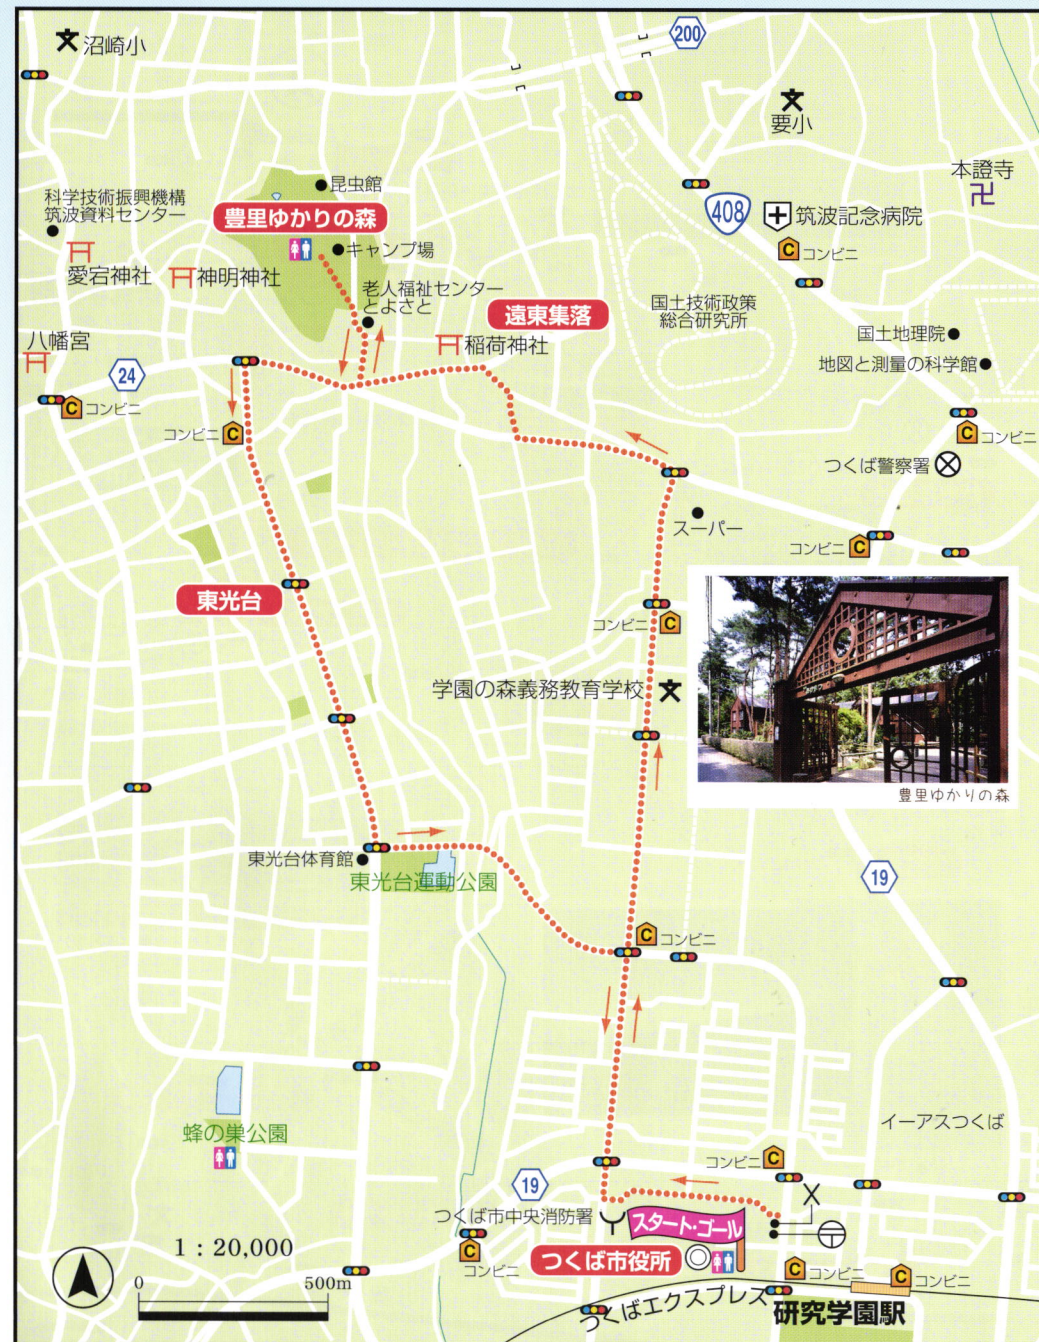 沼崎小
200
要小
本證寺
昆虫館
科学技術振興機構
筑波資料センター
豊里ゆかりの森
408
筑波記念病院
コンビニ
キャンプ場
愛宕神社
神明神社
老人福祉センター
とよさと
遠東集落
国土技術政策
総合研究所
八幡宮
稲荷神社
国土地理院
地図と測量の科学館
24
コンビニ
コンビニ
コンビニ
つくば警察署
スーパー
コンビニ
東光台
コンビニ
学園の森義務教育学校
豊里ゆかりの森
東光台体育館
東光台運動公園
19
コンビニ
イーアスつくば
蜂の巣公園
コンビニ
19
つくば市中央消防署
スタート・ゴール
つくば市役所
1:20,000
0 500m
コンビニ
コンビニ
コンビニ
つくばエクスプレス
研究学園駅